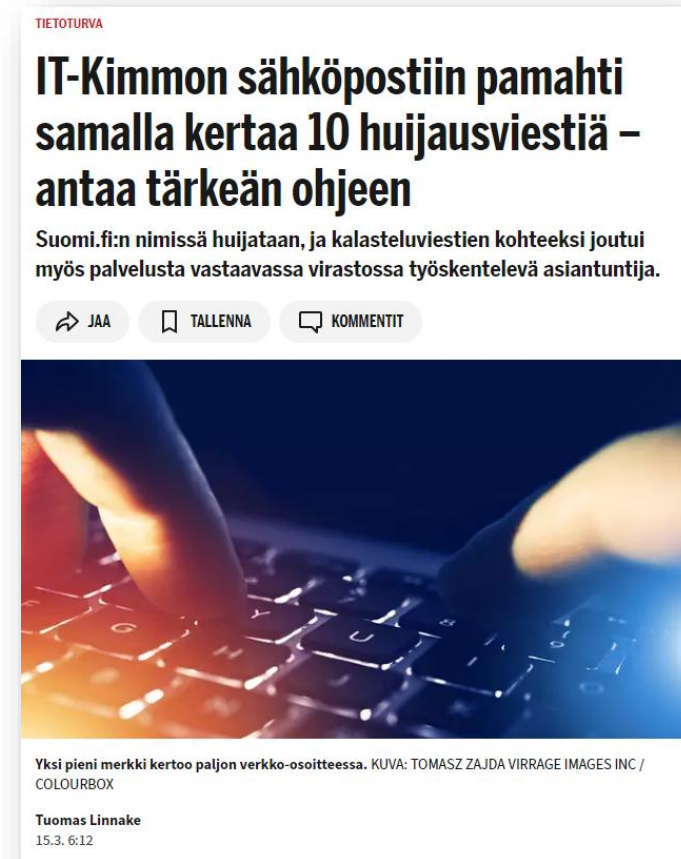 TIETOTURVA
IT-Kimmon sähköpostiin pamahti
samalla kertaa 10 huijausviestiä –
antaa tärkeän ohjeen
Suomi.fi:n nimissä huijataan, ja kalasteluviestien kohteeksi joutui
myös palvelusta vastaavassa virastossa työskentelevä asiantuntija.
JAA TALLENNA KOMMENTIT
Y
G H U B
Yksi pieni merkki kertoo paljon verkko-osoitteessa. KUVA: TOMASZ ZAJDA VIRRAGE IMAGES INC /
COLOURBOX
Tuomas Linnake
15.3. 6:12